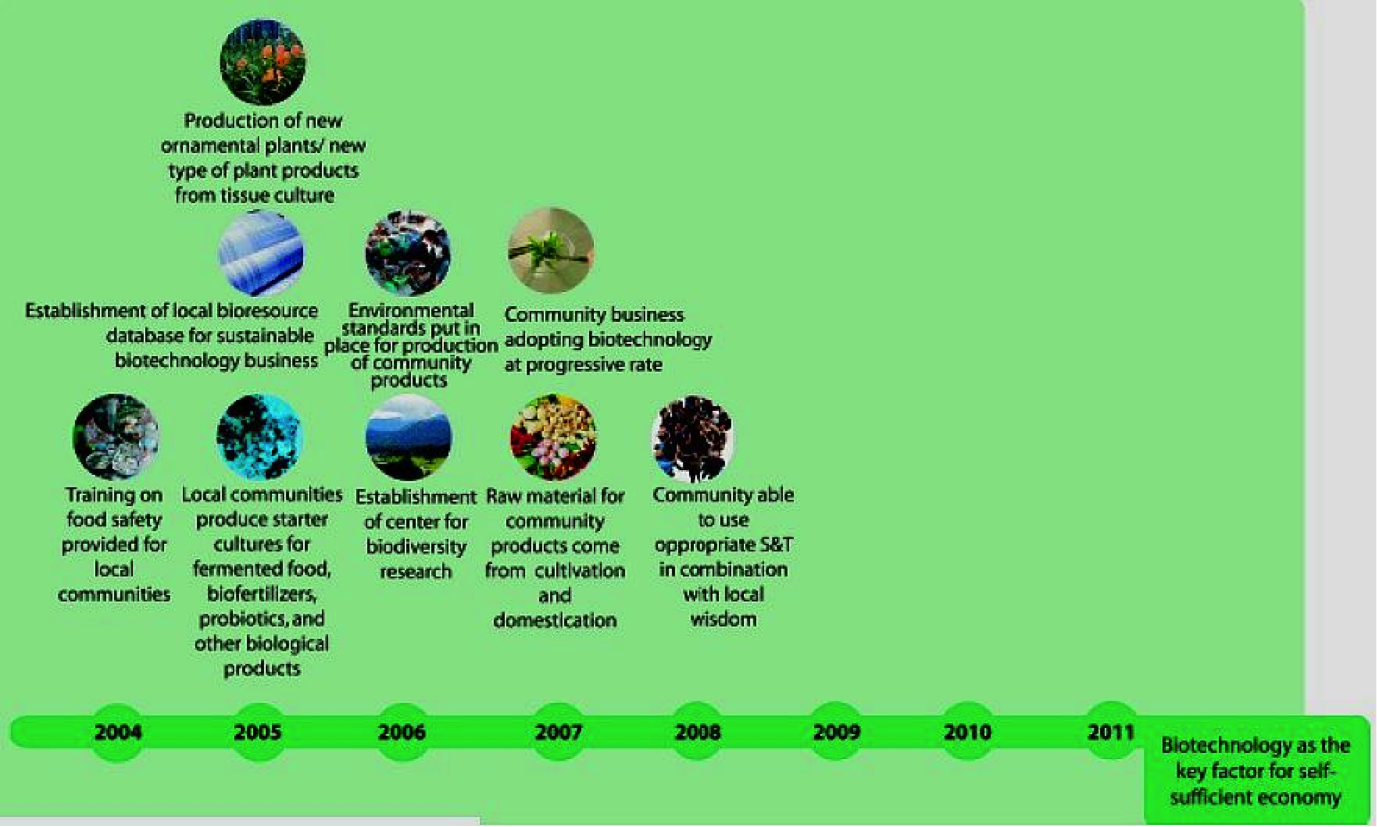 Production of new
ornamental plants/ new
type of plant products
from tissue culture
Establishment of local bioresource
database for sustainable
biotechnology business
Environmental
standards put in
place for production
of community
products
Community business
adopting biotechnology
at progressive rate
Training on
food safety
provided for
local
communities
Local communities
produce starter
cultures for
fermented food,
biofertilizers,
probiotics, and
other biological
products
Establishment
of center for
biodiversity
research
Raw material for
community
products come
from cultivation
and
domestication
Community able
to use
oppropriate S&T
in combination
with local
wisdom
2004
2005
2006
2007
2008
2009
2010
2011
Biotechnology as the
key factor for self-
sufficient economy